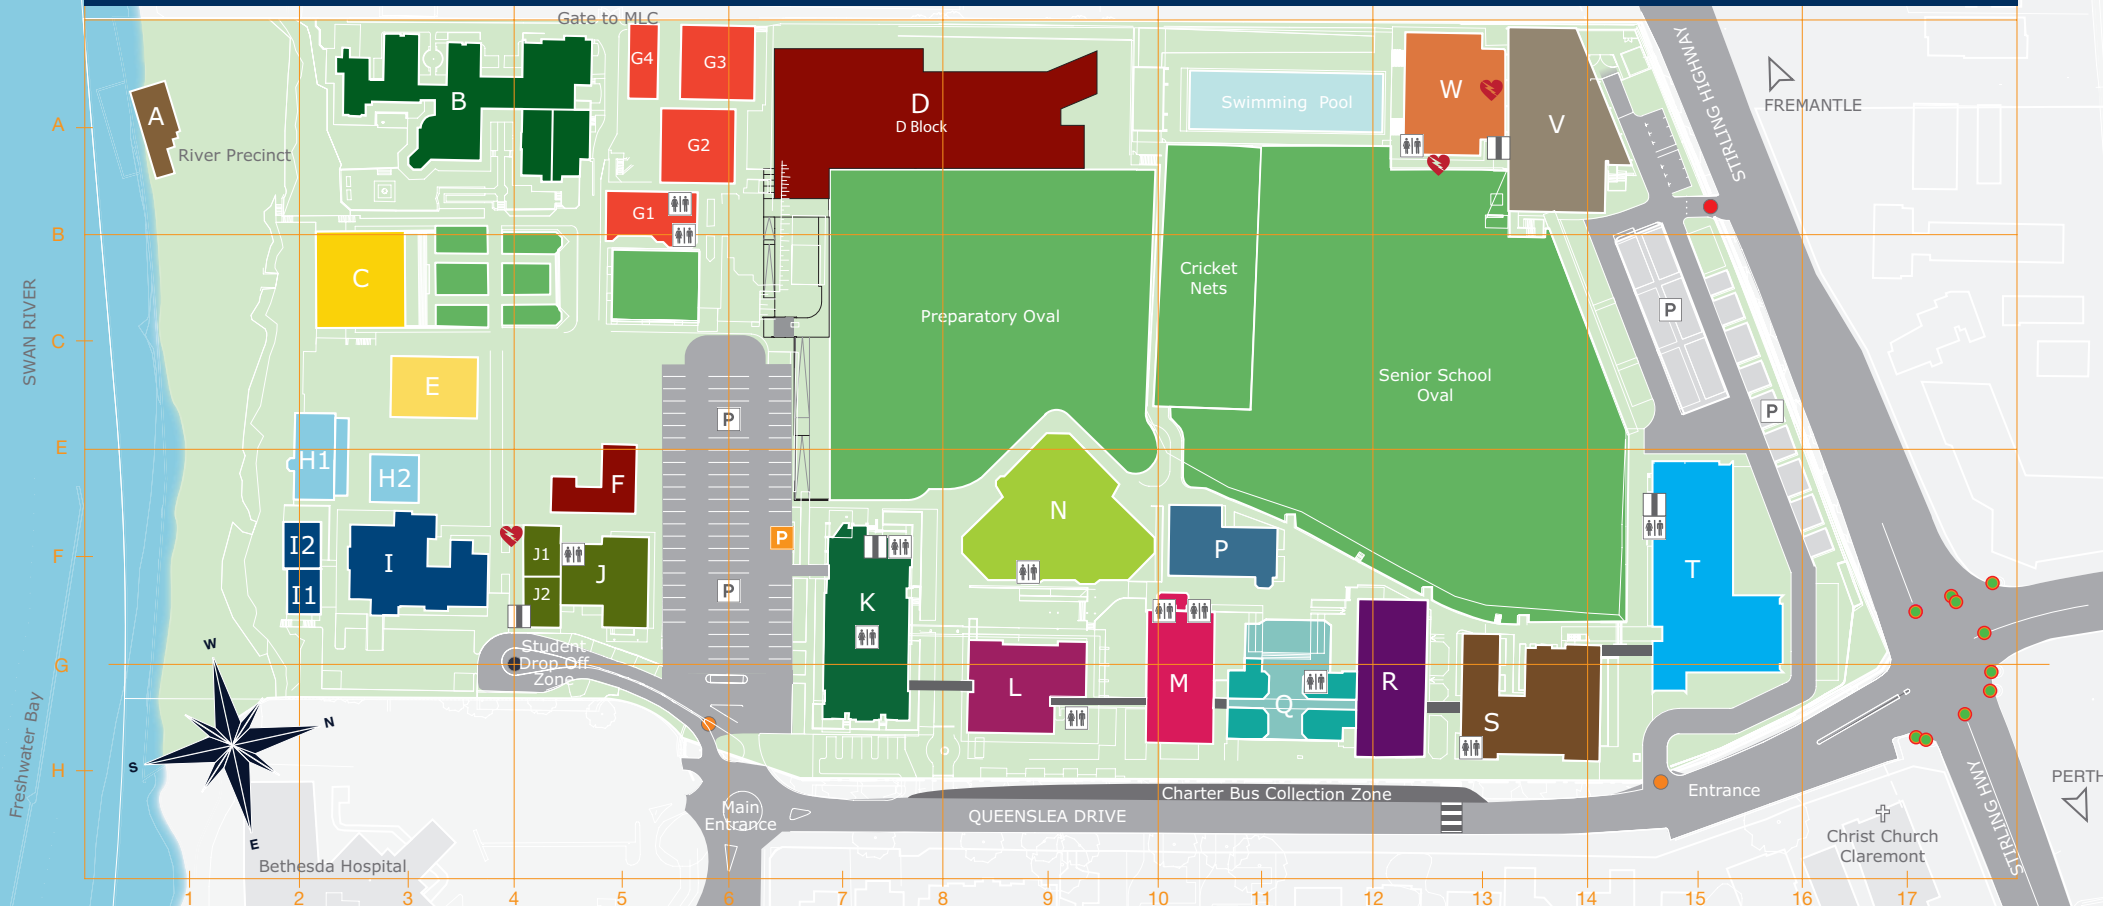 Gate to MLC
STIRLING HIGHWAY
FREMANTLE
A
B
G4
G3
D
D Block
Swimming Pool
W
V
A
G2
River Precinct
G1
B
SWAN RIVER
C
Cricket
Nets
Preparatory Oval
P
C
E
Senior School
Oval
P
P
E
H1
H2
F
N
I2
I
J1
J
P
P
T
F
I1
J2
P
K
W
Student
Drop Off
Zone
G
L
M
R
Q
S
N
S
E
Freshwater Bay
H
Main
Entrance
Charter Bus Collection Zone
QUEENSLEA DRIVE
Entrance
PERTH
STIRLING HWY
Christ Church
Claremont
Bethesda Hospital
1 2 3 4 5 6 7 8 9 10 11 12 13 14 15 16 17